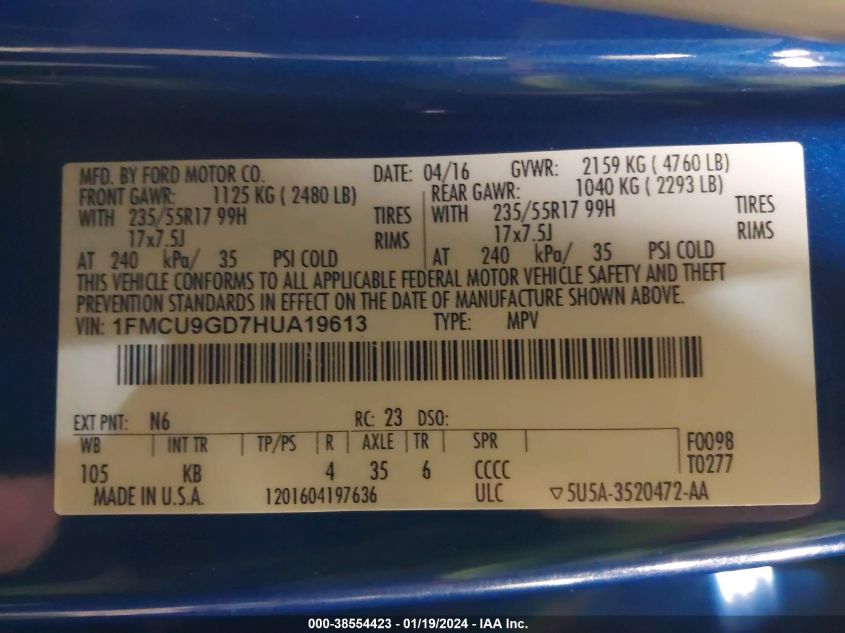 MFD. BY FORD MOTOR CO. DATE: 04/16 GVWR: 2159 KG ( 4760 LB)
FRONT GAWR: 1125 KG ( 2480 LB) REAR GAWR: 1040 KG ( 2293 LB)
WITH 235/55R17 99H TIRES WITH 235/55R17 99H TIRES
17x7.5J RIMS 17x7.5J RIMS
AT 240 kPa/ 35 PSI COLD AT 240 kPa/ 35 PSI COLD
THIS VEHICLE CONFORMS TO ALL APPLICABLE FEDERAL MOTOR VEHICLE SAFETY AND THEFT
PREVENTION STANDARDS IN EFFECT ON THE DATE OF MANUFACTURE SHOWN ABOVE.
VIN: 1FMCU9GD7HUA19613 TYPE: MPV
EXT PNT: N6 RC: 23 DSO:
WB INT TR TP/PS R AXLE TR SPR F0098
105 KB 4 35 6 CCCC T0277
MADE IN U.S.A. 1201604197636 ULC ▽5U5A-3520472-AA
000-38554423 - 01/19/2024 - IAA Inc.